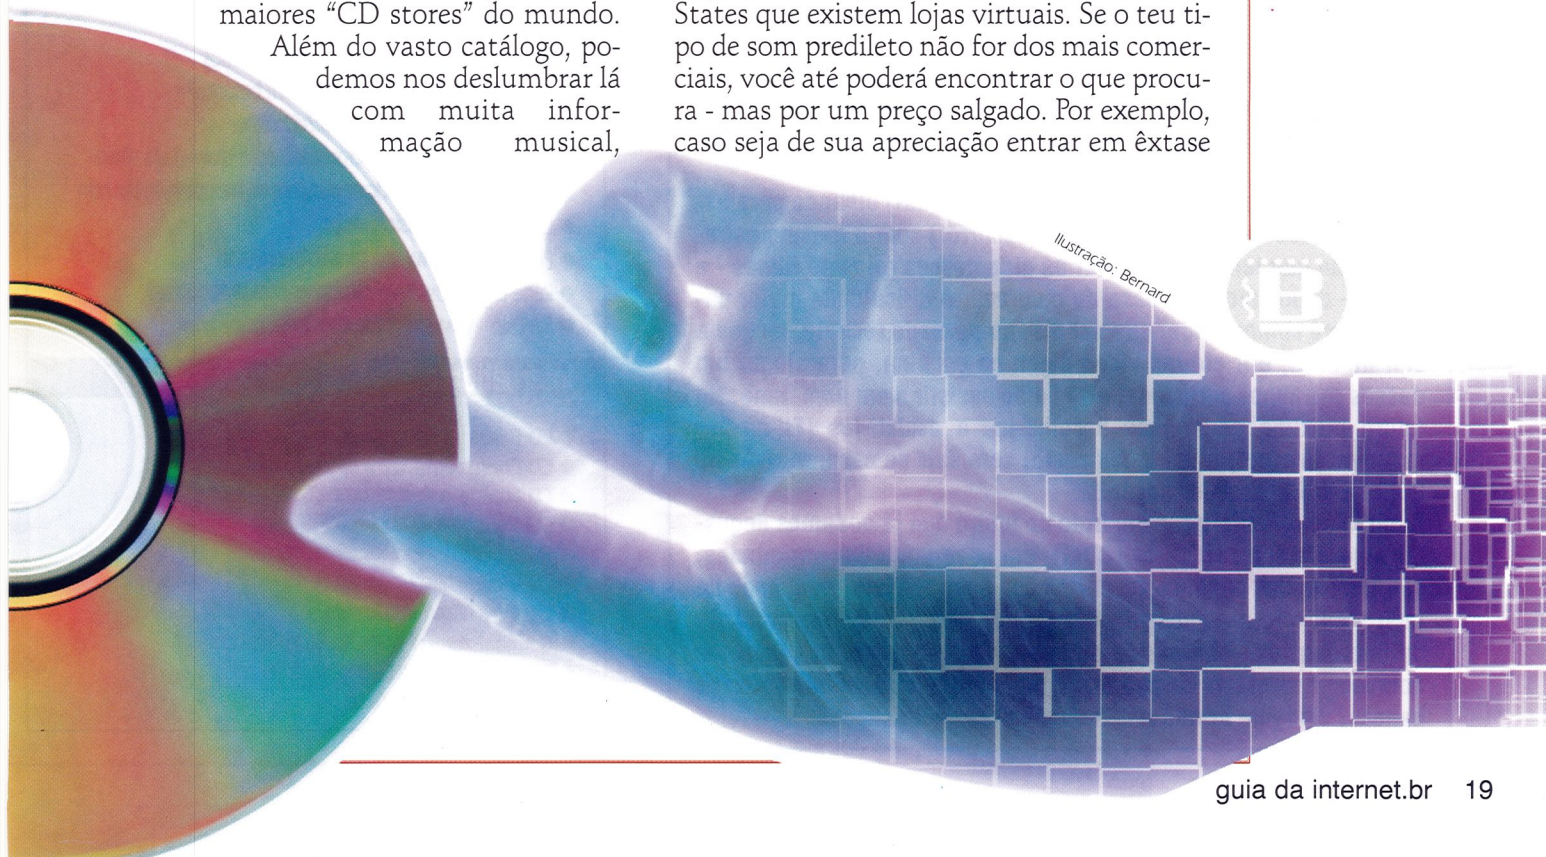 maiores “CD stores” do mundo.
Além do vasto catálogo, po-
demos nos deslumbrar lá
com muita infor-
mação musical,
States que existem lojas virtuais. Se o teu ti-
po de som predileto não for dos mais comer-
ciais, você até poderá encontrar o que procu-
ra - mas por um preço salgado. Por exemplo,
caso seja de sua apreciação entrar em êxtase
Ilustração: Bernard
B
guia da internet.br 19